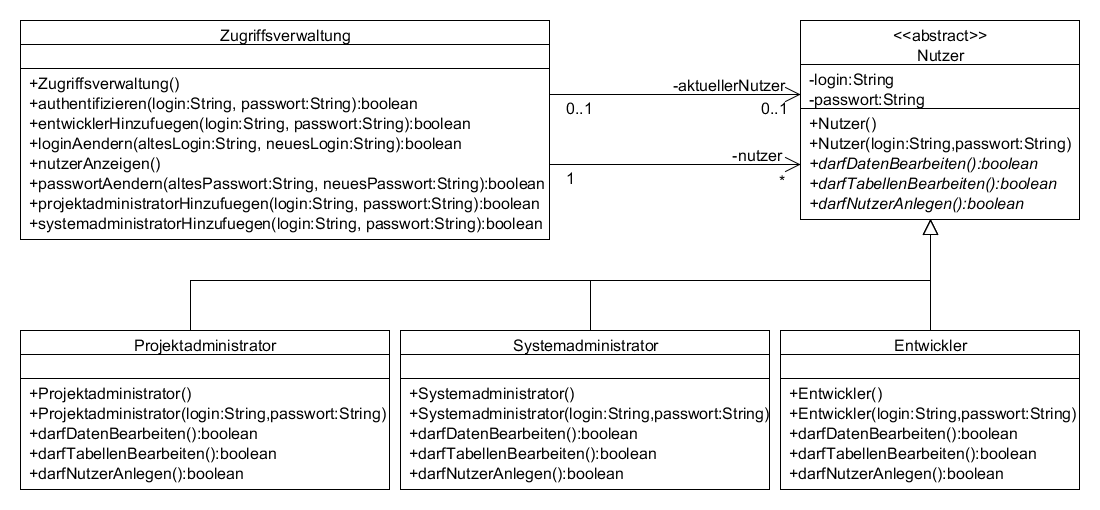 Zugriffsverwaltung
+Zugriffsverwaltung()
+authentifizieren(login:String, passwort:String):boolean
+entwicklerHinzufuegen(login:String, passwort:String):boolean
+loginAendern(altesLogin:String, neuesLogin:String):boolean
+nutzerAnzeigen()
+passwortAendern(altesPasswort:String, neuesPasswort:String):boolean
+projektadministratorHinzufuegen(login:String, passwort:String):boolean
+systemadministratorHinzufuegen(login:String, passwort:String):boolean
-aktuellerNutzer
0..1
0..1
-nutzer
1
*
<<abstract>>
Nutzer
-login:String
-passwort:String
+Nutzer()
+Nutzer(login:String,passwort:String)
+darfDatenBearbeiten():boolean
+darfTabellenBearbeiten():boolean
+darfNutzerAnlegen():boolean
Projektadministrator
+Projektadministrator()
+Projektadministrator(login:String,passwort:String)
+darfDatenBearbeiten():boolean
+darfTabellenBearbeiten():boolean
+darfNutzerAnlegen():boolean
Systemadministrator
+Systemadministrator()
+Systemadministrator(login:String,passwort:String)
+darfDatenBearbeiten():boolean
+darfTabellenBearbeiten():boolean
+darfNutzerAnlegen():boolean
Entwickler
+Entwickler()
+Entwickler(login:String,passwort:String)
+darfDatenBearbeiten():boolean
+darfTabellenBearbeiten():boolean
+darfNutzerAnlegen():boolean